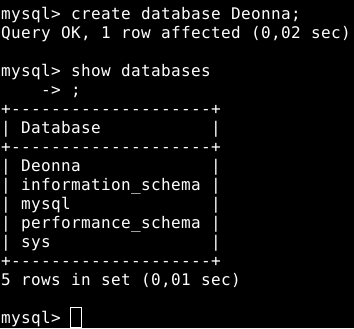 mysql> create database Deonna;
Query OK, 1 row affected (0,02 sec)
mysql> show databases
    -> ;
+--------------------+
| Database           |
+--------------------+
| Deonna             |
| information_schema |
| mysql              |
| performance_schema |
| sys                |
+--------------------+
5 rows in set (0,01 sec)
mysql>